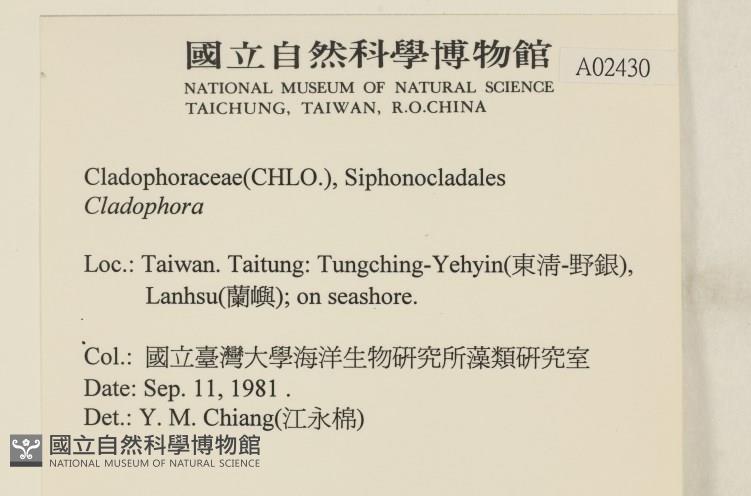 國立自然科學博物館
A02430
NATIONAL MUSEUM OF NATURAL SCIENCE
TAICHUNG, TAIWAN, R.O.CHINA
Cladophoraceae(CHLO.), Siphonocladales
Cladophora
Loc.: Taiwan. Taitung: Tungching-Yehyin(東淸-野銀),
Lanhsu(蘭嶼); on seashore.
Col.: 國立臺灣大學海洋生物研究所藻類研究室
Date: Sep. 11, 1981 .
Det.: Y. M. Chiang(江永棉)
國立自然科學博物館
NATIONAL MUSEUM OF NATURAL SCIENCE